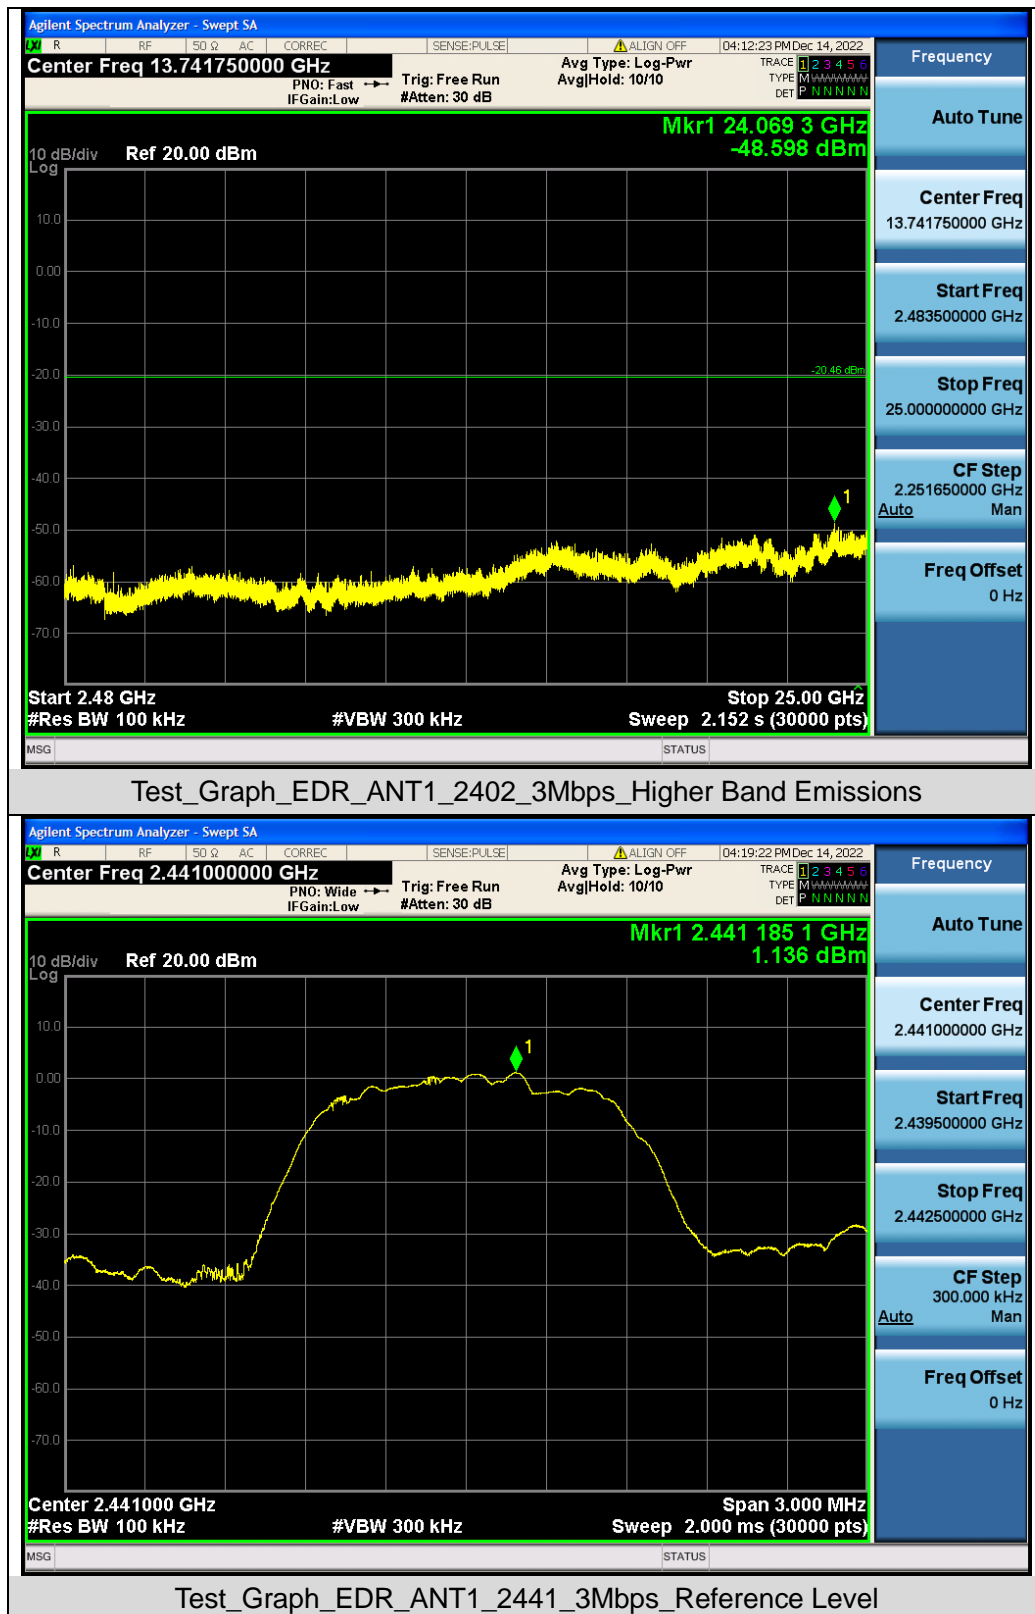 Agilent Spectrum Analyzer - Swept SA
LXI R RF 50 Ω AC CORREC SENSE:PULSE ALIGN OFF 04:12:23 PM Dec 14, 2022
Center Freq 13.741750000 GHz
PNO: Fast
IFGain:Low
Trig: Free Run
#Atten: 30 dB
Avg Type: Log-Pwr
Avg|Hold: 10/10
TRACE 1 2 3 4 5 6
TYPE M
DET P N N N N N
Mkr1 24.069 3 GHz
-48.598 dBm
10 dB/div Ref 20.00 dBm
Log
10.0
0.00
-10.0
-20.0
-20.46 dBm
-30.0
-40.0
1
-50.0
-60.0
-70.0
Start 2.48 GHz Stop 25.00 GHz
#Res BW 100 kHz #VBW 300 kHz Sweep 2.152 s (30000 pts)
MSG STATUS
Frequency
Auto Tune
Center Freq
13.741750000 GHz
Start Freq
2.483500000 GHz
Stop Freq
25.000000000 GHz
CF Step
2.251650000 GHz
Auto Man
Freq Offset
0 Hz
Test_Graph_EDR_ANT1_2402_3Mbps_Higher Band Emissions
Agilent Spectrum Analyzer - Swept SA
LXI R RF 50 Ω AC CORREC SENSE:PULSE ALIGN OFF 04:19:22 PM Dec 14, 2022
Center Freq 2.441000000 GHz
PNO: Wide
IFGain:Low
Trig: Free Run
#Atten: 30 dB
Avg Type: Log-Pwr
Avg|Hold: 10/10
TRACE 1 2 3 4 5 6
TYPE M
DET P N N N N N
Mkr1 2.441 185 1 GHz
1.136 dBm
10 dB/div Ref 20.00 dBm
Log
10.0
1
0.00
-10.0
-20.0
-30.0
-40.0
-50.0
-60.0
-70.0
Center 2.441000 GHz Span 3.000 MHz
#Res BW 100 kHz #VBW 300 kHz Sweep 2.000 ms (30000 pts)
MSG STATUS
Frequency
Auto Tune
Center Freq
2.441000000 GHz
Start Freq
2.439500000 GHz
Stop Freq
2.442500000 GHz
CF Step
300.000 kHz
Auto Man
Freq Offset
0 Hz
Test_Graph_EDR_ANT1_2441_3Mbps_Reference Level